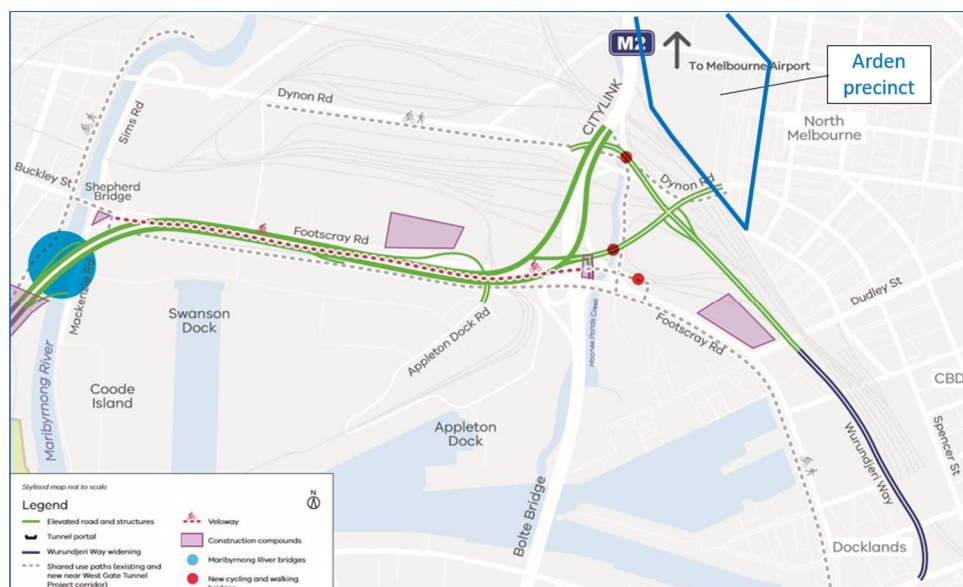 M2
To Melbourne Airport
Arden
precinct
Dynon Rd
CITYLINK
North
Melbourne
Sims Rd
Buckley St
Shepherd
Bridge
Dynon
Footscray Rd
Mackenzie Rd
Swanson
Dock
Appleton Dock Rd
Moonee Ponds Creek
Footscray Rd
Dudley St
Maribyrnong River
Coode
Island
Appleton
Dock
CBD
Spencer St
Wurundjeri Way
Bolte Bridge
Docklands
Stylised map not to scale
Legend
N
Elevated road and structures
Tunnel portal
Wurundjeri Way widening
Shared use paths (existing and
new near West Gate Tunnel
Project corridor)
Veloway
Construction compounds
Maribyrnong River bridges
New cycling and walking